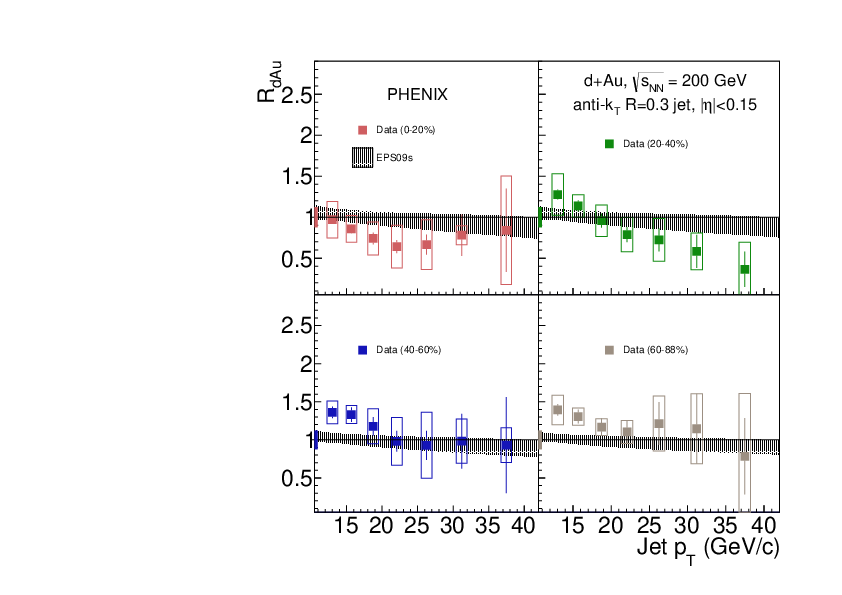 R_dAu
2.5
2
1.5
1
0.5
PHENIX
Data (0-20%)
EPS09s
d+Au, √s_NN = 200 GeV
anti-k_T R=0.3 jet, |η|<0.15
Data (20-40%)
2.5
2
1.5
1
0.5
Data (40-60%)
Data (60-88%)
15 20 25 30 35 40 15 20 25 30 35 40
Jet p_T (GeV/c)